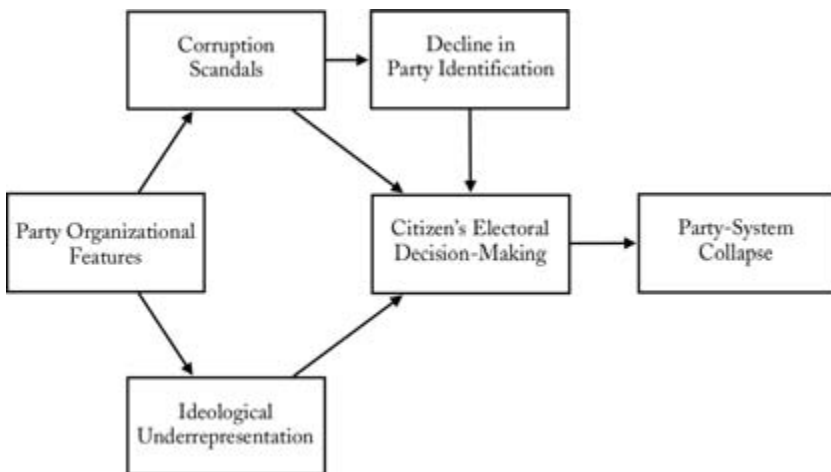 Corruption
Scandals
Decline in
Party Identification
Party Organizational
Features
Citizen's Electoral
Decision-Making
Party-System
Collapse
Ideological
Underrepresentation